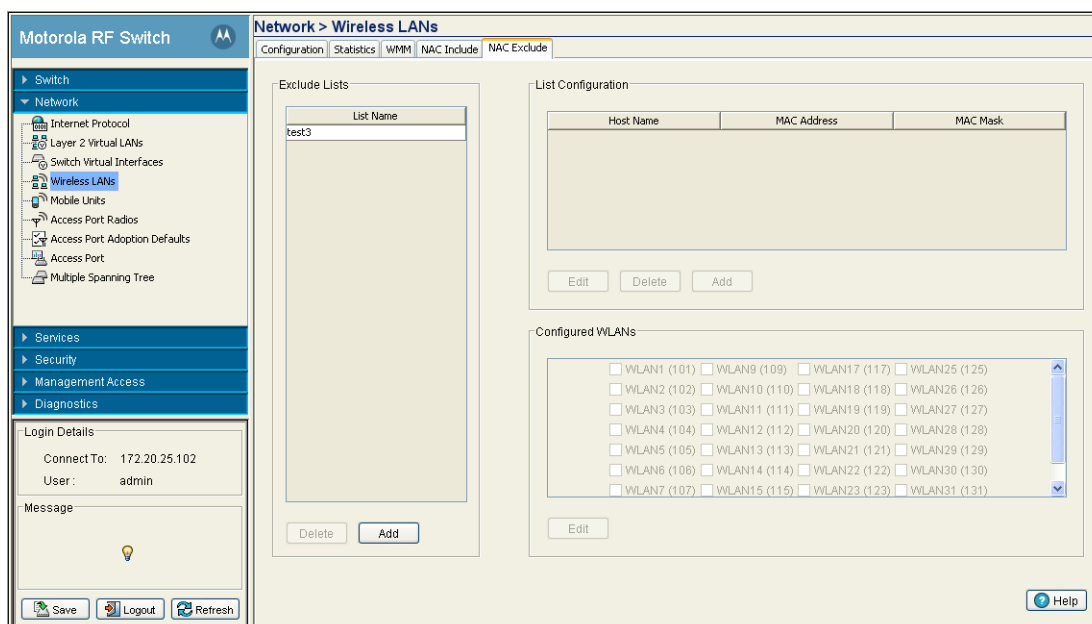 Motorola RF Switch
Network > Wireless LANs
Configuration Statistics WMM NAC Include NAC Exclude
Switch
Network
Internet Protocol
Layer 2 Virtual LANs
Switch Virtual Interfaces
Wireless LANs
Mobile Units
Access Port Radios
Access Port Adoption Defaults
Access Port
Multiple Spanning Tree
Services
Security
Management Access
Diagnostics
Login Details
Connect To: 172.20.25.102
User : admin
Message
Save Logout Refresh
Exclude Lists
List Name
test3
Delete Add
List Configuration
Host Name MAC Address MAC Mask
Edit Delete Add
Configured WLANs
WLAN1 (101) WLAN9 (109) WLAN17 (117) WLAN25 (125)
WLAN2 (102) WLAN10 (110) WLAN18 (118) WLAN26 (126)
WLAN3 (103) WLAN11 (111) WLAN19 (119) WLAN27 (127)
WLAN4 (104) WLAN12 (112) WLAN20 (120) WLAN28 (128)
WLAN5 (105) WLAN13 (113) WLAN21 (121) WLAN29 (129)
WLAN6 (106) WLAN14 (114) WLAN22 (122) WLAN30 (130)
WLAN7 (107) WLAN15 (115) WLAN23 (123) WLAN31 (131)
Edit
Help